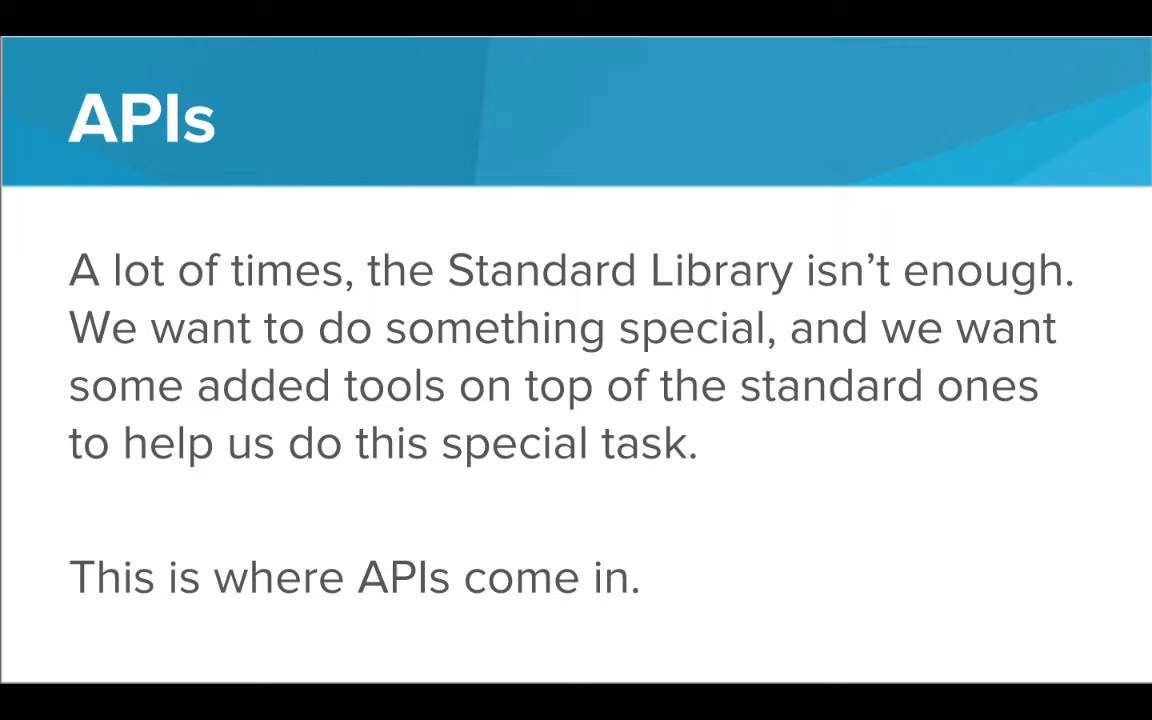 APIs
A lot of times, the Standard Library isn’t enough.
We want to do something special, and we want
some added tools on top of the standard ones
to help us do this special task.
This is where APIs come in.